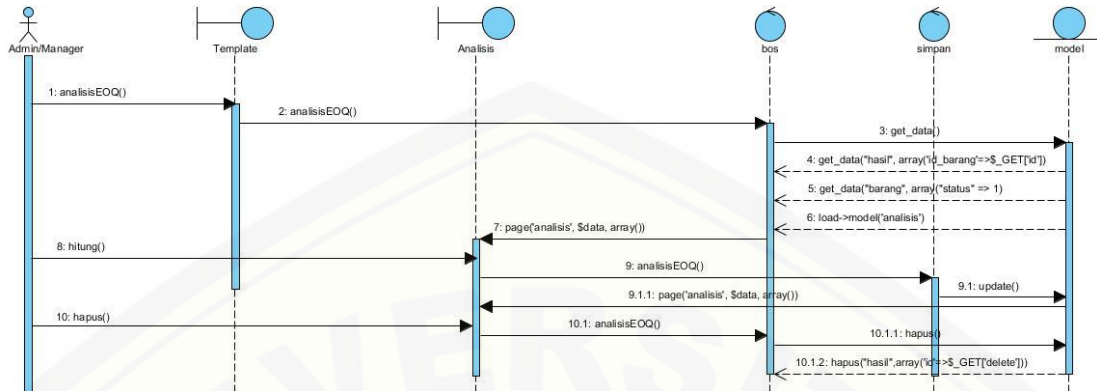 Admin/Manager
Template
Analisis
bos
simpan
model
1: analisisEOQ()
2: analisisEOQ()
3: get_data()
4: get_data("hasil", array('id_barang'=>$_GET['id'])
5: get_data("barang", array("status" => 1)
6: load->model('analisis')
7: page('analisis', $data, array())
8: hitung()
9: analisisEOQ()
9.1: update()
9.1.1: page('analisis', $data, array())
10: hapus()
10.1: analisisEOQ()
10.1.1: hapus()
10.1.2: hapus("hasil",array('id'=>$_GET['delete']))
VERS